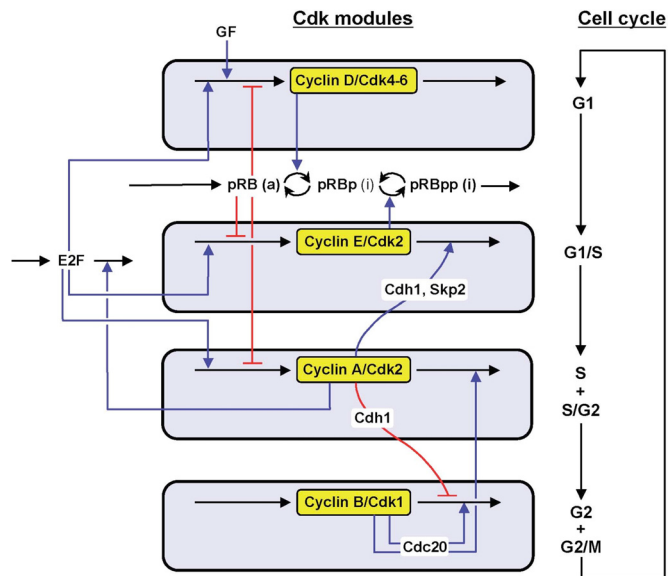 Cdk modules
Cell cycle
GF
Cyclin D/Cdk4-6
G1
pRB (a)
pRBp (i)
pRBpp (i)
Cyclin E/Cdk2
E2F
G1/S
Cdh1, Skp2
Cyclin A/Cdk2
S
+
S/G2
Cdh1
Cyclin B/Cdk1
G2
+
G2/M
Cdc20